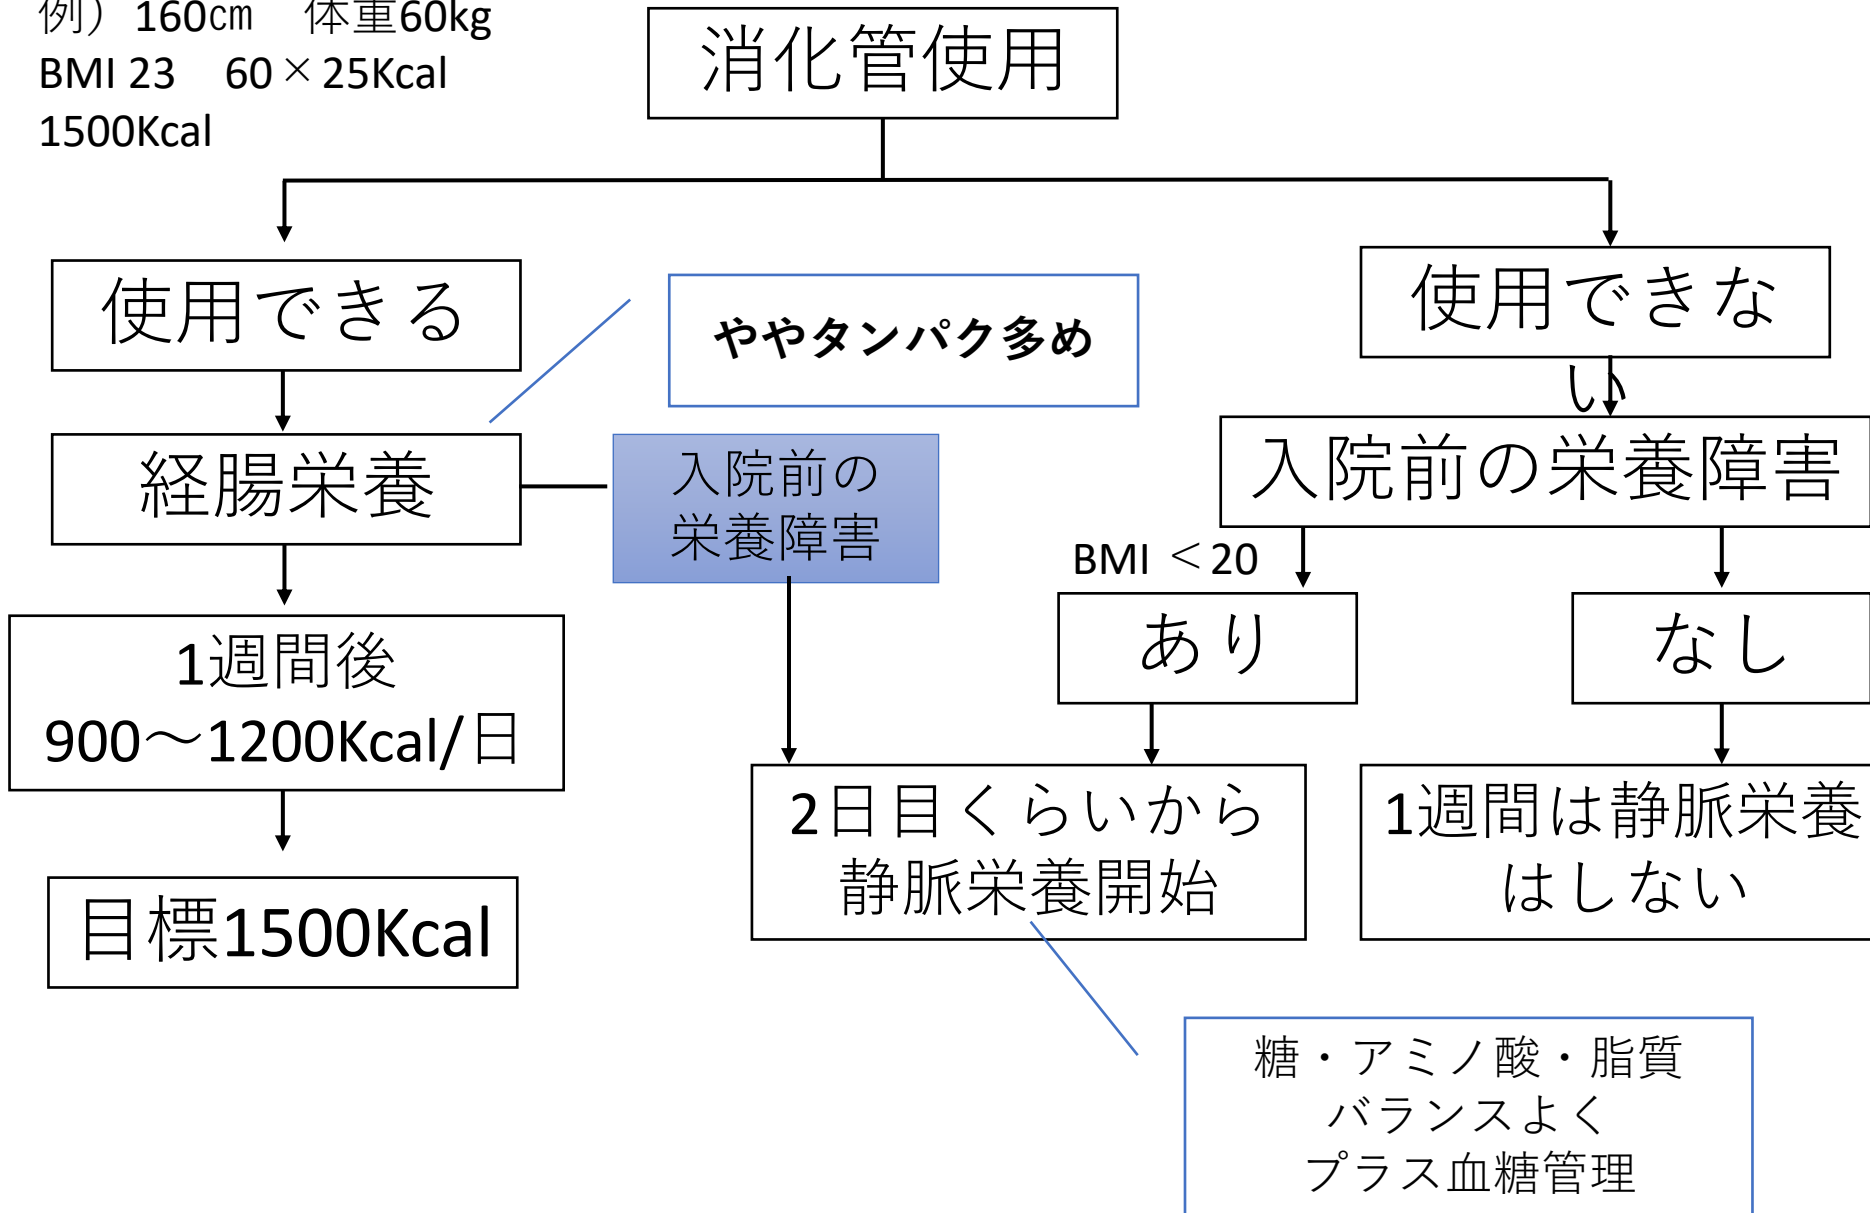 例）160㎝　体重60kg
BMI 23　60×25Kcal
1500Kcal
消化管使用
使用できる
ややタンパク多め
使用できな
い
経腸栄養
入院前の
栄養障害
入院前の栄養障害
BMI ＜20
あり
なし
1週間後
900～1200Kcal/日
2日目くらいから
静脈栄養開始
1週間は静脈栄養
はしない
目標1500Kcal
糖・アミノ酸・脂質
バランスよく
プラス血糖管理